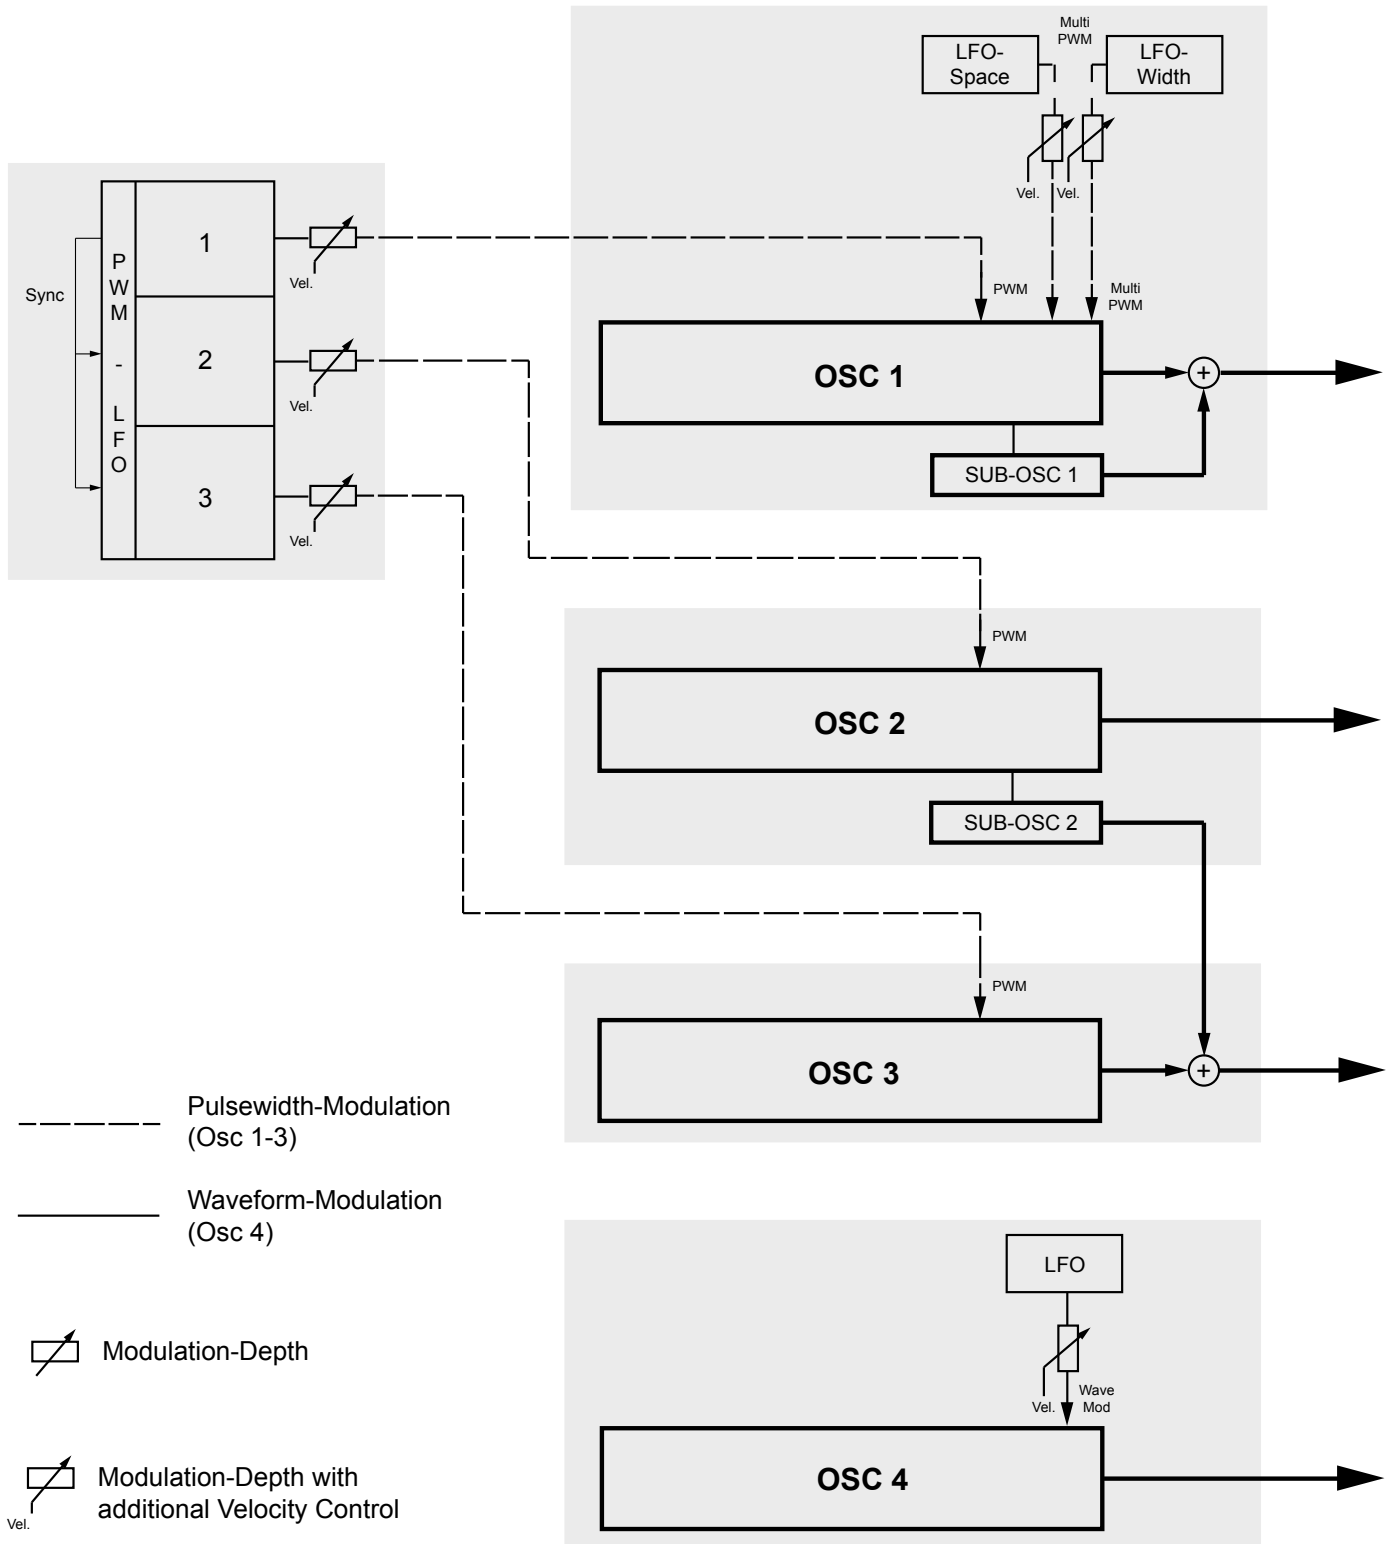 Multi
PWM
LFO-
Space
LFO-
Width
Vel.
Vel.
P
W
M
-
L
F
O
1
Vel.
Sync
2
Vel.
3
Vel.
PWM
Multi
PWM
OSC 1
+
SUB-OSC 1
PWM
OSC 2
SUB-OSC 2
PWM
OSC 3
+
Pulsewidth-Modulation
(Osc 1-3)
Waveform-Modulation
(Osc 4)
Modulation-Depth
Vel.
Modulation-Depth with
additional Velocity Control
LFO
Vel.
Wave
Mod
OSC 4